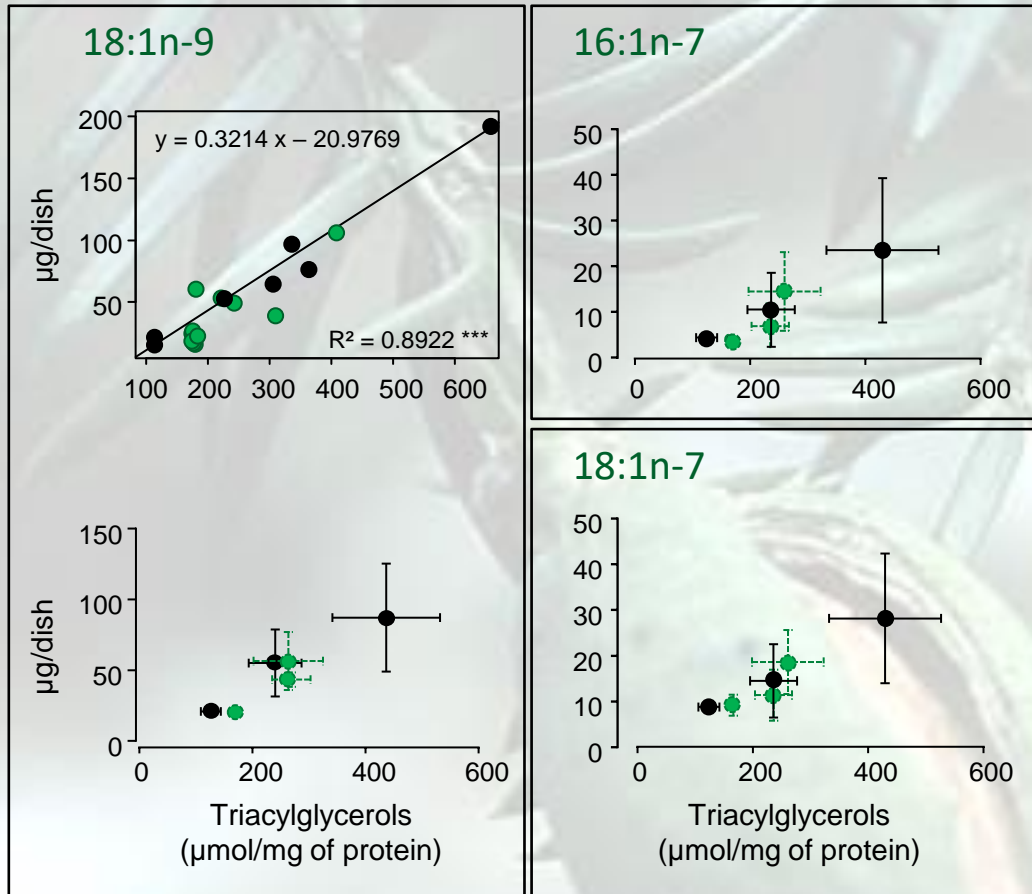 18:1n-9
200
150
100
50
µg/dish
y = 0.3214 x – 20.9769
R² = 0.8922 ***
100 200 300 400 500 600
150
100
50
0
µg/dish
0 200 400 600
Triacylglycerols
(µmol/mg of protein)
16:1n-7
50
40
30
20
10
0
0 200 400 600
18:1n-7
50
40
30
20
10
0
0 200 400 600
Triacylglycerols
(µmol/mg of protein)